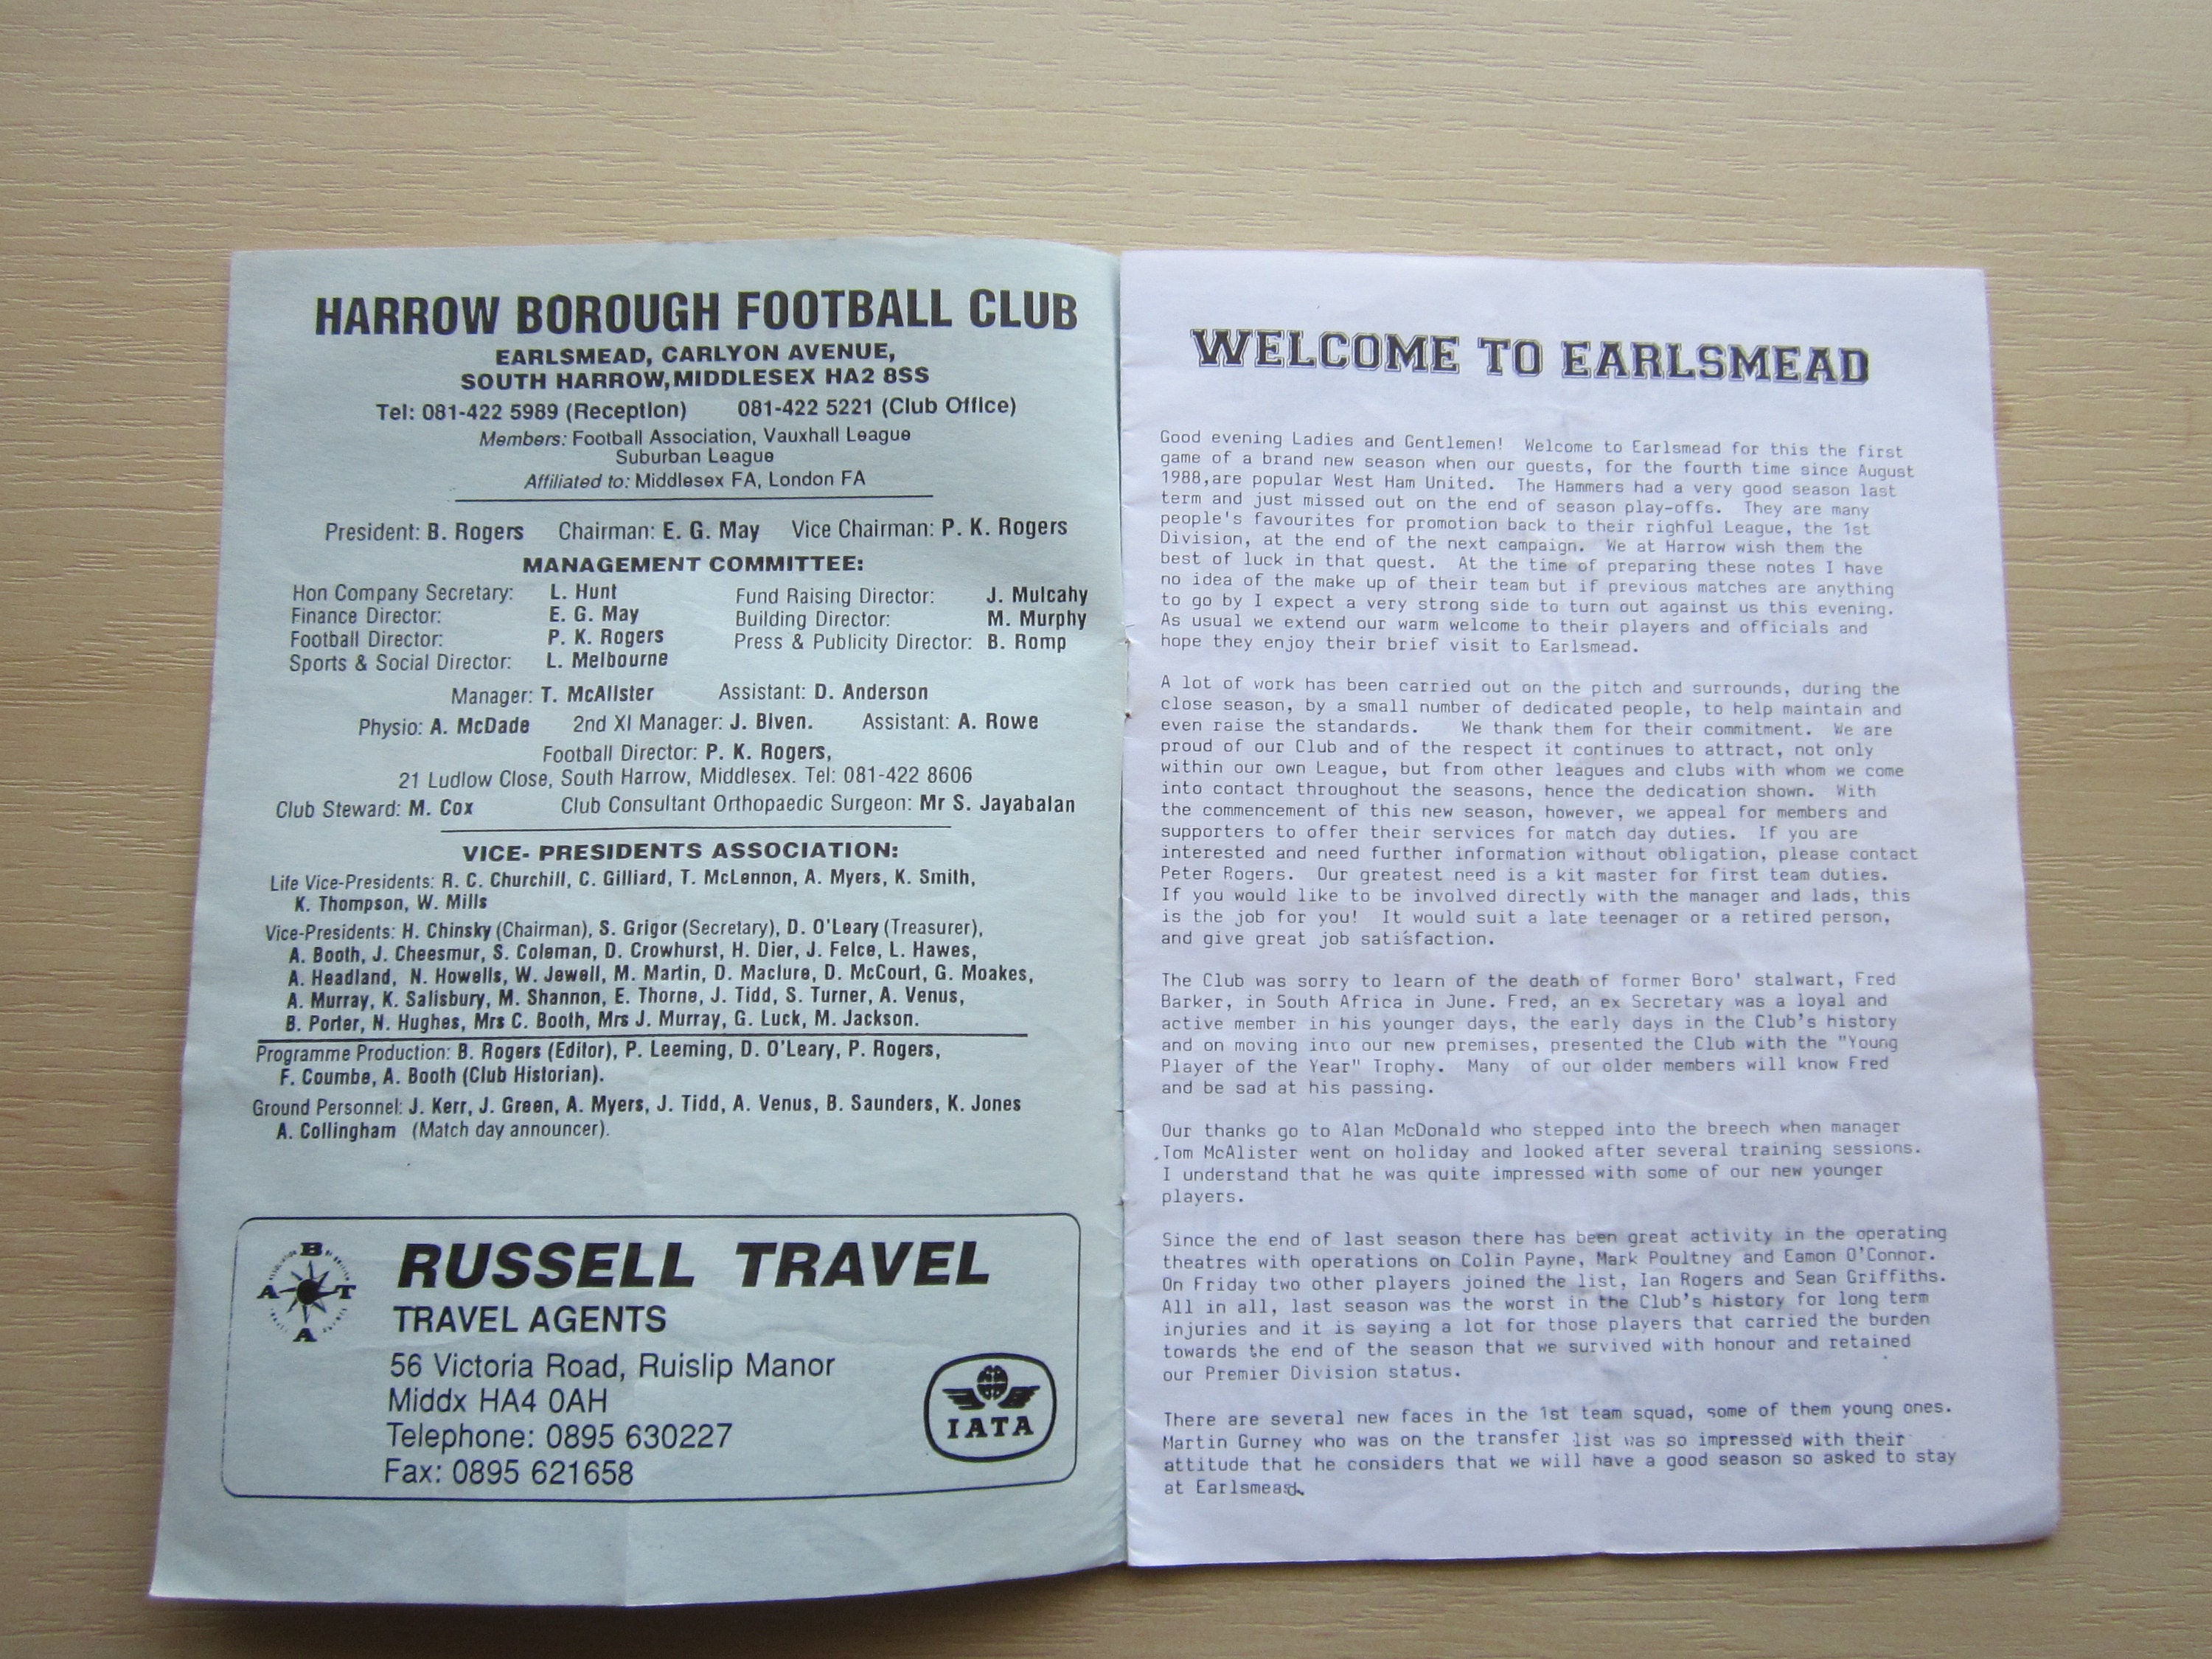 HARROW BOROUGH FOOTBALL CLUB
EARLSMEAD, CARLYON AVENUE,
SOUTH HARROW, MIDDLESEX HA2 8SS
Tel: 081-422 5989 (Reception) 081-422 5221 (Club Office)
Members: Football Association, Vauxhall League
Suburban League
Affiliated to: Middlesex FA, London FA
President: B. Rogers Chairman: E. G. May Vice Chairman: P. K. Rogers
MANAGEMENT COMMITTEE:
Hon Company Secretary: L. Hunt Fund Raising Director: J. Mulcahy
Finance Director: E. G. May Building Director: M. Murphy
Football Director: P. K. Rogers Press & Publicity Director: B. Romp
Sports & Social Director: L. Melbourne
Manager: T. McAlister Assistant: D. Anderson
Physio: A. McDade 2nd XI Manager: J. Biven. Assistant: A. Rowe
Football Director: P. K. Rogers,
21 Ludlow Close, South Harrow, Middlesex. Tel: 081-422 8606
Club Steward: M. Cox Club Consultant Orthopaedic Surgeon: Mr S. Jayabalan
VICE- PRESIDENTS ASSOCIATION:
Life Vice-Presidents: R. C. Churchill, C. Gilliard, T. McLennon, A. Myers, K. Smith,
K. Thompson, W. Mills
Vice-Presidents: H. Chinsky (Chairman), S. Grigor (Secretary), D. O'Leary (Treasurer),
A. Booth, J. Cheesmur, S. Coleman, D. Crowhurst, H. Dier, J. Felce, L. Hawes,
A. Headland, N. Howells, W. Jewell, M. Martin, D. Maclure, D. McCourt, G. Moakes,
A. Murray, K. Salisbury, M. Shannon, E. Thorne, J. Tidd, S. Turner, A. Venus,
B. Porter, N. Hughes, Mrs C. Booth, Mrs J. Murray, G. Luck, M. Jackson.
Programme Production: B. Rogers (Editor), P. Leeming, D. O'Leary, P. Rogers,
F. Coumbe, A. Booth (Club Historian).
Ground Personnel: J. Kerr, J. Green, A. Myers, J. Tidd, A. Venus, B. Saunders, K. Jones
A. Collingham (Match day announcer).
ABTA
RUSSELL TRAVEL
TRAVEL AGENTS
56 Victoria Road, Ruislip Manor
Middx HA4 0AH
Telephone: 0895 630227
Fax: 0895 621658
IATA
WELCOME TO EARLSMEAD
Good evening Ladies and Gentlemen! Welcome to Earlsmead for this the first
game of a brand new season when our guests, for the fourth time since August
1988,are popular West Ham United. The Hammers had a very good season last
term and just missed out on the end of season play-offs. They are many
people's favourites for promotion back to their righful League, the 1st
Division, at the end of the next campaign. We at Harrow wish them the
best of luck in that quest. At the time of preparing these notes I have
no idea of the make up of their team but if previous matches are anything
to go by I expect a very strong side to turn out against us this evening.
As usual we extend our warm welcome to their players and officials and
hope they enjoy their brief visit to Earlsmead.
A lot of work has been carried out on the pitch and surrounds, during the
close season, by a small number of dedicated people, to help maintain and
even raise the standards. We thank them for their commitment. We are
proud of our Club and of the respect it continues to attract, not only
within our own League, but from other leagues and clubs with whom we come
into contact throughout the seasons, hence the dedication shown. With
the commencement of this new season, however, we appeal for members and
supporters to offer their services for match day duties. If you are
interested and need further information without obligation, please contact
Peter Rogers. Our greatest need is a kit master for first team duties.
If you would like to be involved directly with the manager and lads, this
is the job for you! It would suit a late teenager or a retired person,
and give great job satisfaction.
The Club was sorry to learn of the death of former Boro' stalwart, Fred
Barker, in South Africa in June. Fred, an ex Secretary was a loyal and
active member in his younger days, the early days in the Club's history
and on moving into our new premises, presented the Club with the "Young
Player of the Year" Trophy. Many of our older members will know Fred
and be sad at his passing.
Our thanks go to Alan McDonald who stepped into the breech when manager
Tom McAlister went on holiday and looked after several training sessions.
I understand that he was quite impressed with some of our new younger
players.
Since the end of last season there has been great activity in the operating
theatres with operations on Colin Payne, Mark Poultney and Eamon O'Connor.
On Friday two other players joined the list, Ian Rogers and Sean Griffiths.
All in all, last season was the worst in the Club's history for long term
injuries and it is saying a lot for those players that carried the burden
towards the end of the season that we survived with honour and retained
our Premier Division status.
There are several new faces in the 1st team squad, some of them young ones.
Martin Gurney who was on the transfer list was so impressed with their
attitude that he considers that we will have a good season so asked to stay
at Earlsmead.